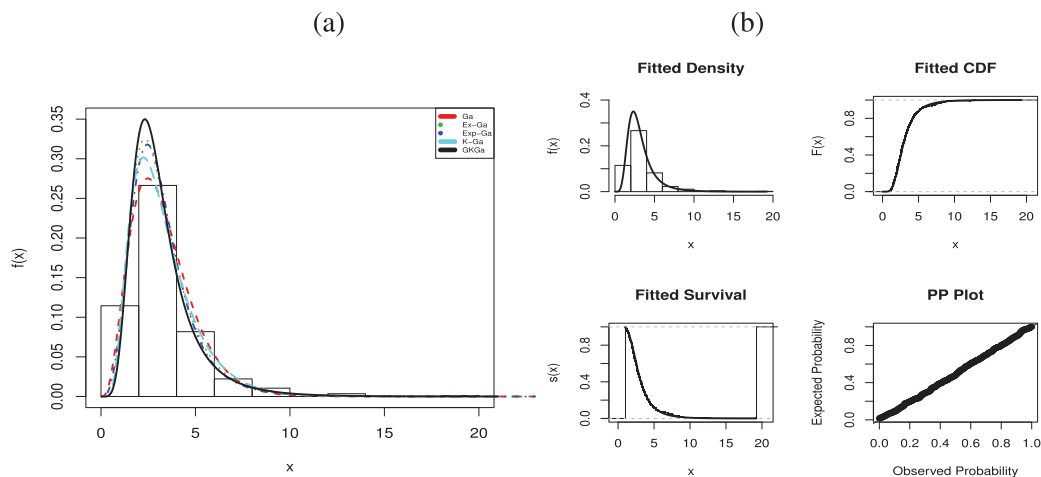 (a)
(b)
0.00 0.05 0.10 0.15 0.20 0.25 0.30 0.35
f(x)
Ga
Ex-Ga
Exp-Ga
K-Ga
GKGa
0 5 10 15 20
x
Fitted Density
0.0 0.2 0.4
f(x)
0 5 10 15 20
x
Fitted CDF
0.0 0.4 0.8
F(x)
0 5 10 15 20
x
Fitted Survival
0.0 0.4 0.8
s(x)
0 5 10 15 20
x
PP Plot
0.0 0.4 0.8
Expected Probability
0.0 0.2 0.4 0.6 0.8 1.0
Observed Probability